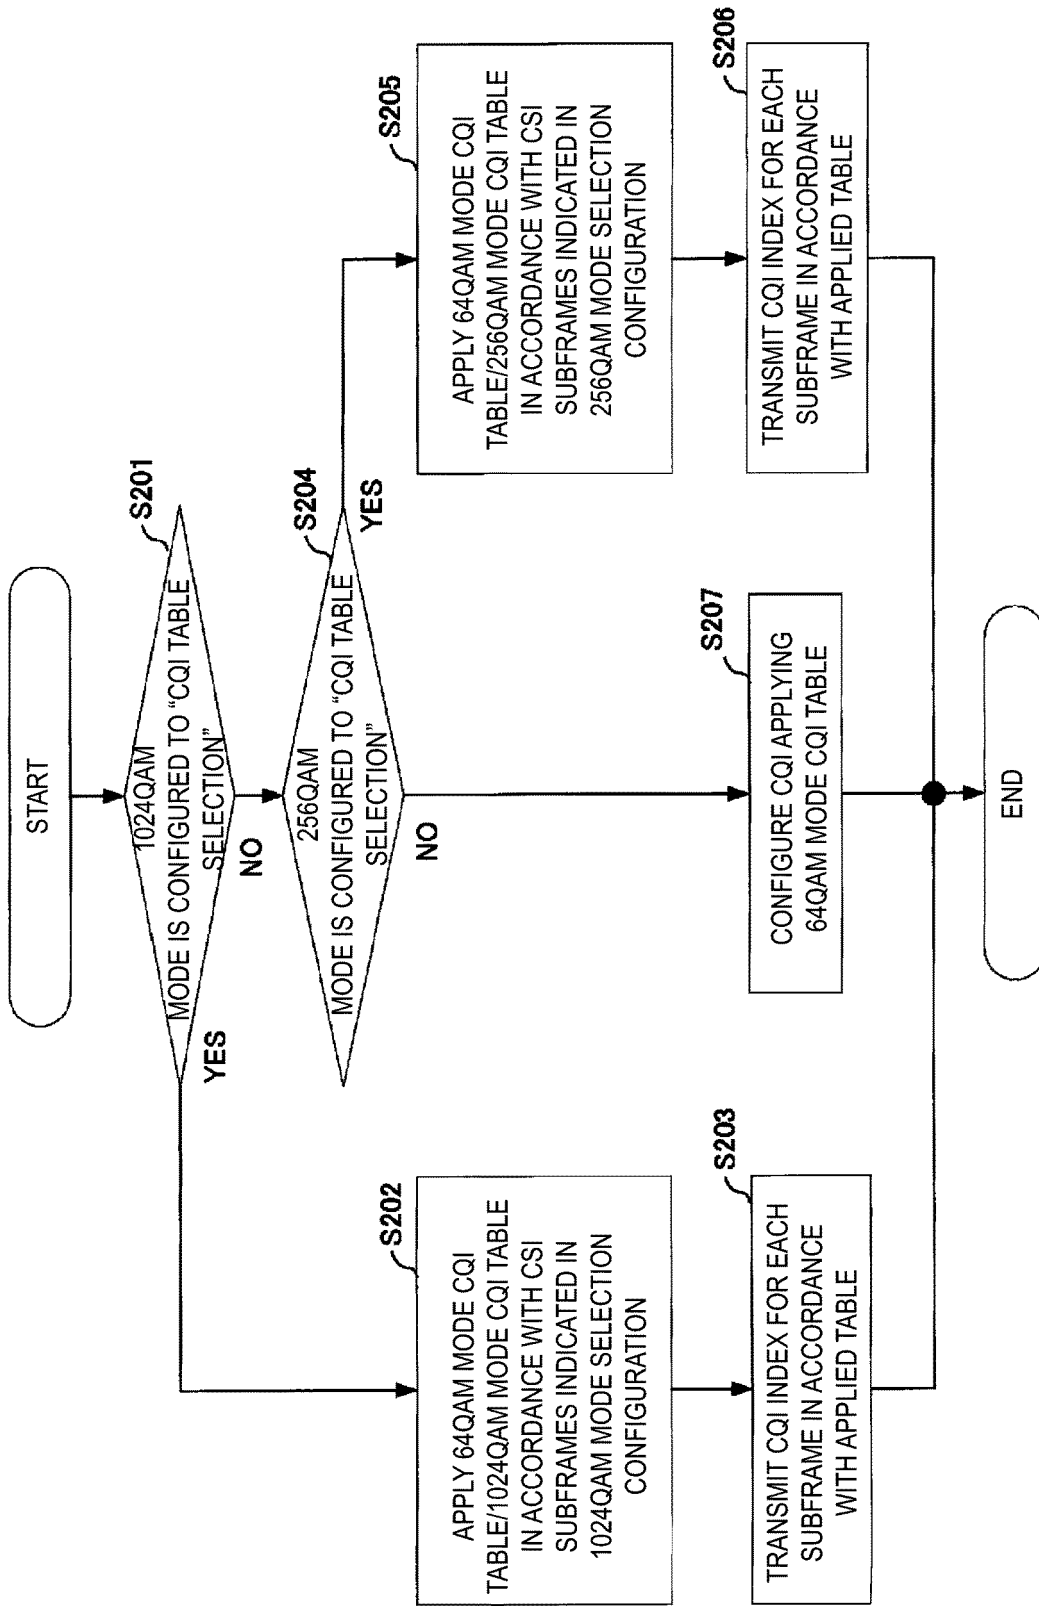 START
S201
1024QAM
MODE IS CONFIGURED TO “CQI TABLE
SELECTION”
YES
NO
S204
256QAM
MODE IS CONFIGURED TO “CQI TABLE
SELECTION”
YES
NO
S202
APPLY 64QAM MODE CQI
TABLE/1024QAM MODE CQI TABLE
IN ACCORDANCE WITH CSI
SUBFRAMES INDICATED IN
1024QAM MODE SELECTION
CONFIGURATION
S205
APPLY 64QAM MODE CQI
TABLE/256QAM MODE CQI TABLE
IN ACCORDANCE WITH CSI
SUBFRAMES INDICATED IN
256QAM MODE SELECTION
CONFIGURATION
S203
TRANSMIT CQI INDEX FOR EACH
SUBFRAME IN ACCORDANCE
WITH APPLIED TABLE
S207
CONFIGURE CQI APPLYING
64QAM MODE CQI TABLE
S206
TRANSMIT CQI INDEX FOR EACH
SUBFRAME IN ACCORDANCE
WITH APPLIED TABLE
END